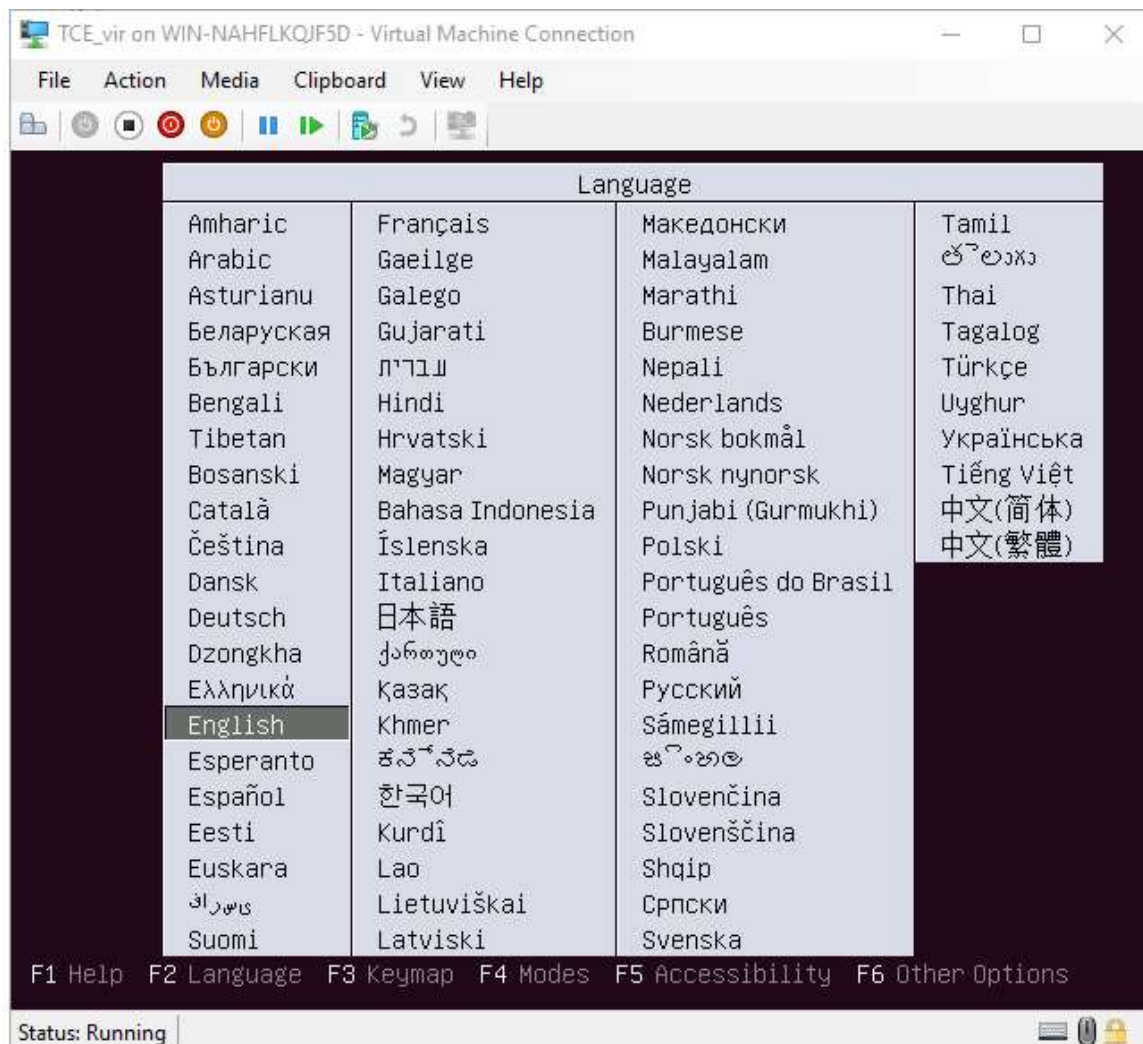 TCE_vir on WIN-NAHFLKQJF5D - Virtual Machine Connection
File Action Media Clipboard View Help
Language
Amharic
Arabic
Asturianu
Беларуская
Български
Bengali
Tibetan
Bosanski
Català
Čeština
Dansk
Deutsch
Dzongkha
Ελληνικά
English
Esperanto
Español
Eesti
Euskara
ﻰﺳﺭﺎﻓ
Suomi
Français
Gaeilge
Galego
Gujarati
עברית
Hindi
Hrvatski
Magyar
Bahasa Indonesia
Íslenska
Italiano
日本語
ქართული
Қазақ
Khmer
한국어
Kurdî
Lao
Lietuviškai
Latviski
Македонски
Malayalam
Marathi
Burmese
Nepali
Nederlands
Norsk bokmål
Norsk nynorsk
Punjabi (Gurmukhi)
Polski
Português do Brasil
Português
Română
Русский
Sámegillii
Slovenčina
Slovenščina
Shqip
Српски
Svenska
Tamil
Thai
Tagalog
Türkçe
Uyghur
Українська
Tiếng Việt
中文(简体)
中文(繁體)
F1 Help F2 Language F3 Keymap F4 Modes F5 Accessibility F6 Other Options
Status: Running